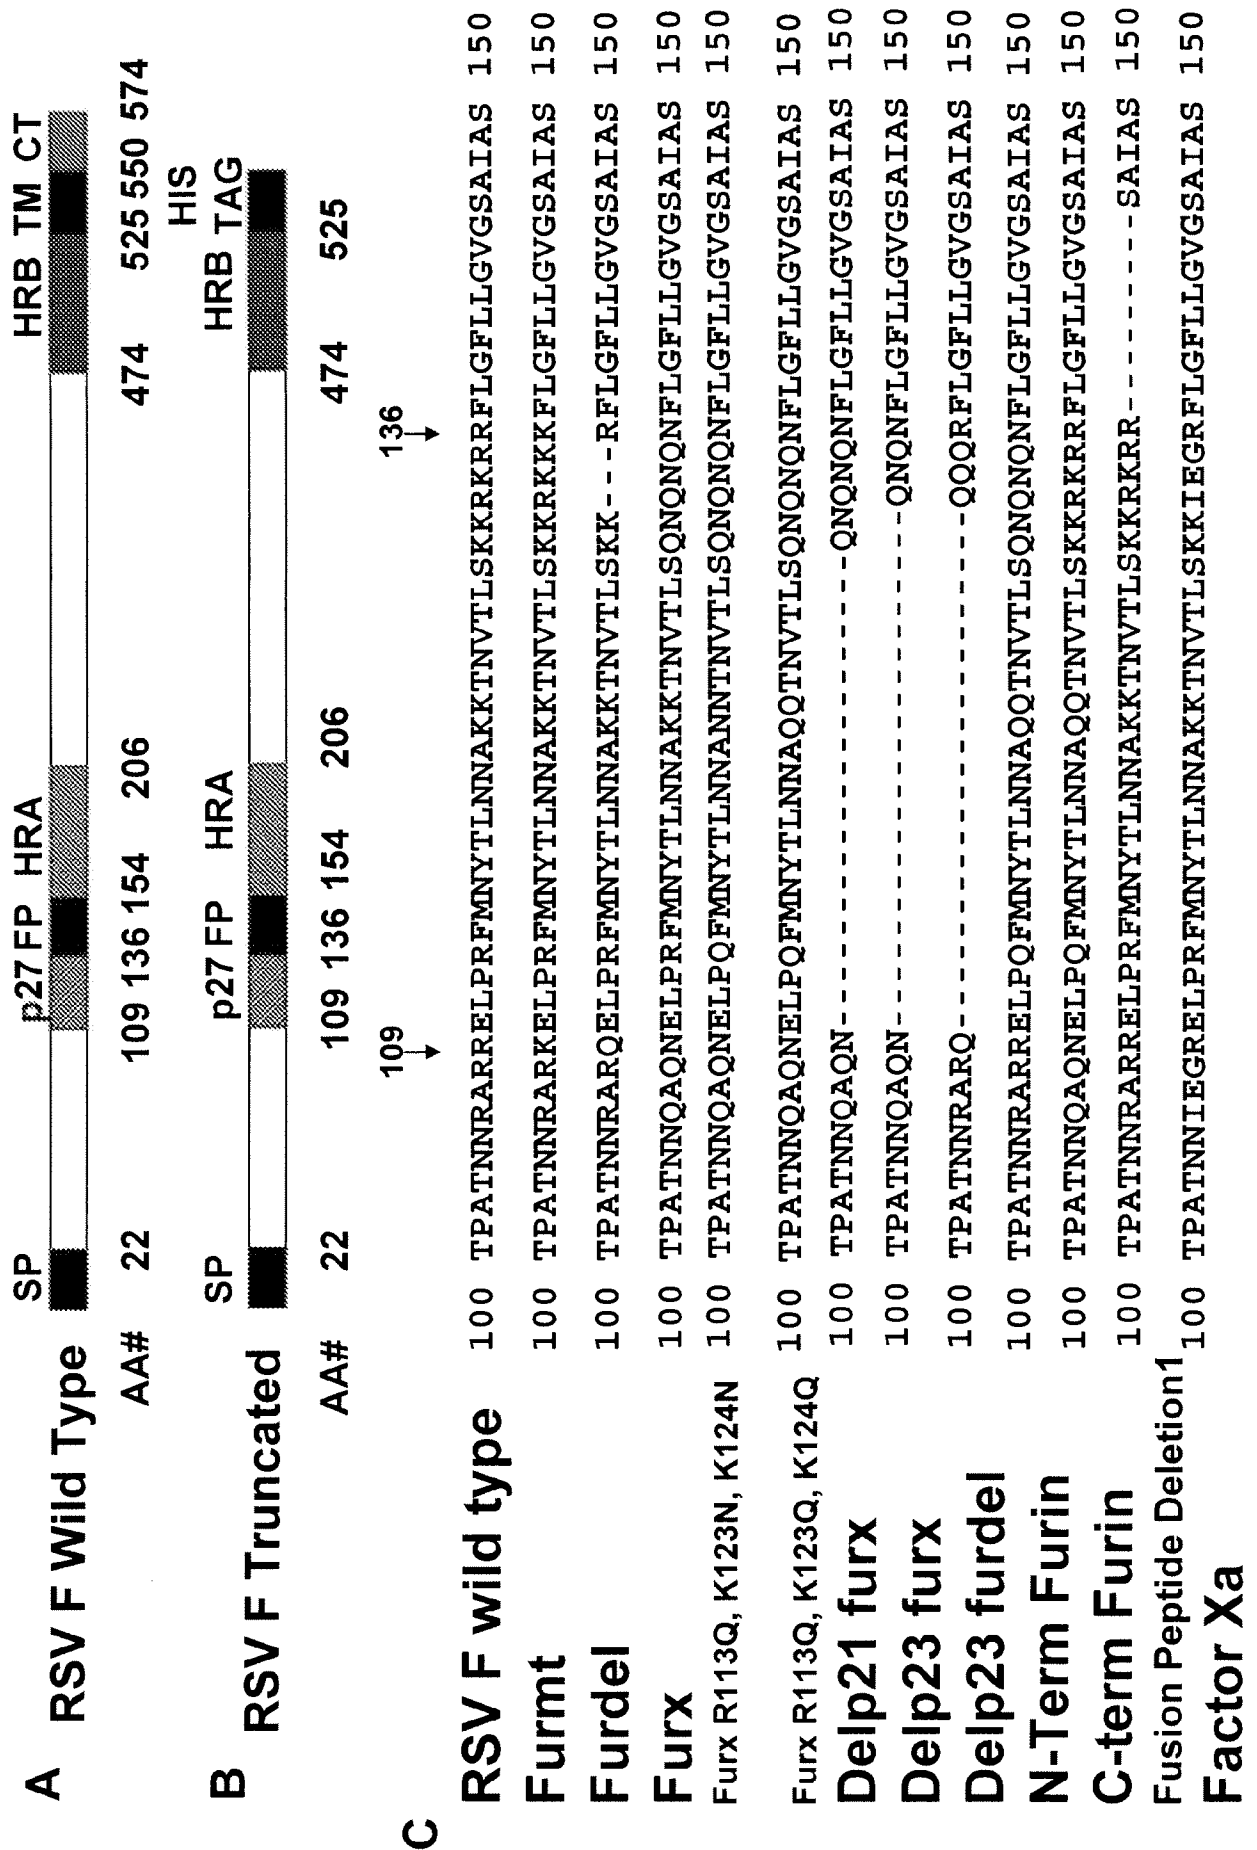 A
SP p27 FP HRA HRB TM CT
RSV F Wild Type
AA# 22 109 136 154 206 474 525 550 574
B
HIS
SP p27 FP HRA HRB TAG
RSV F Truncated
AA# 22 109 136 154 206 474 525
C
109 136
RSV F wild type 100 TPATNNRARRELPRFMNYTLNNAKKTNVTLSKKRKRRFLGFLLGVGSAIAS 150
Furmt 100 TPATNNRARKELPRFMNYTLNNAKKTNVTLSKKRKKKFLGFLLGVGSAIAS 150
Furdel 100 TPATNNRARQELPRFMNYTLNNAKKTNVTLSKK---RFLGFLLGVGSAIAS 150
Furx 100 TPATNNQAQNELPRFMNYTLNNAKKTNVTLSQNQNQNFLGFLLGVGSAIAS 150
Furx R113Q, K123N, K124N 100 TPATNNQAQNELPQFMNYTLNNANNTNVTLSQNQNQNFLGFLLGVGSAIAS 150
Furx R113Q, K123Q, K124Q 100 TPATNNQAQNELPQFMNYTLNNAQQTNVTLSQNQNQNFLGFLLGVGSAIAS 150
Delp21 furx 100 TPATNNQAQN---------------------QNQNQNFLGFLLGVGSAIAS 150
Delp23 furx 100 TPATNNQAQN-----------------------QNQNFLGFLLGVGSAIAS 150
Delp23 furdel 100 TPATNNRARQ-----------------------QQQRFLGFLLGVGSAIAS 150
N-Term Furin 100 TPATNNRARRELPQFMNYTLNNAQQTNVTLSQNQNQNFLGFLLGVGSAIAS 150
C-term Furin 100 TPATNNQAQNELPQFMNYTLNNAQQTNVTLSKKRKRRFLGFLLGVGSAIAS 150
Fusion Peptide Deletion1 100 TPATNNRARRELPRFMNYTLNNAKKTNVTLSKKRKRR---------SAIAS 150
Factor Xa 100 TPATNNIEGRELPRFMNYTLNNAKKTNVTLSKKIEGRFLGFLLGVGSAIAS 150